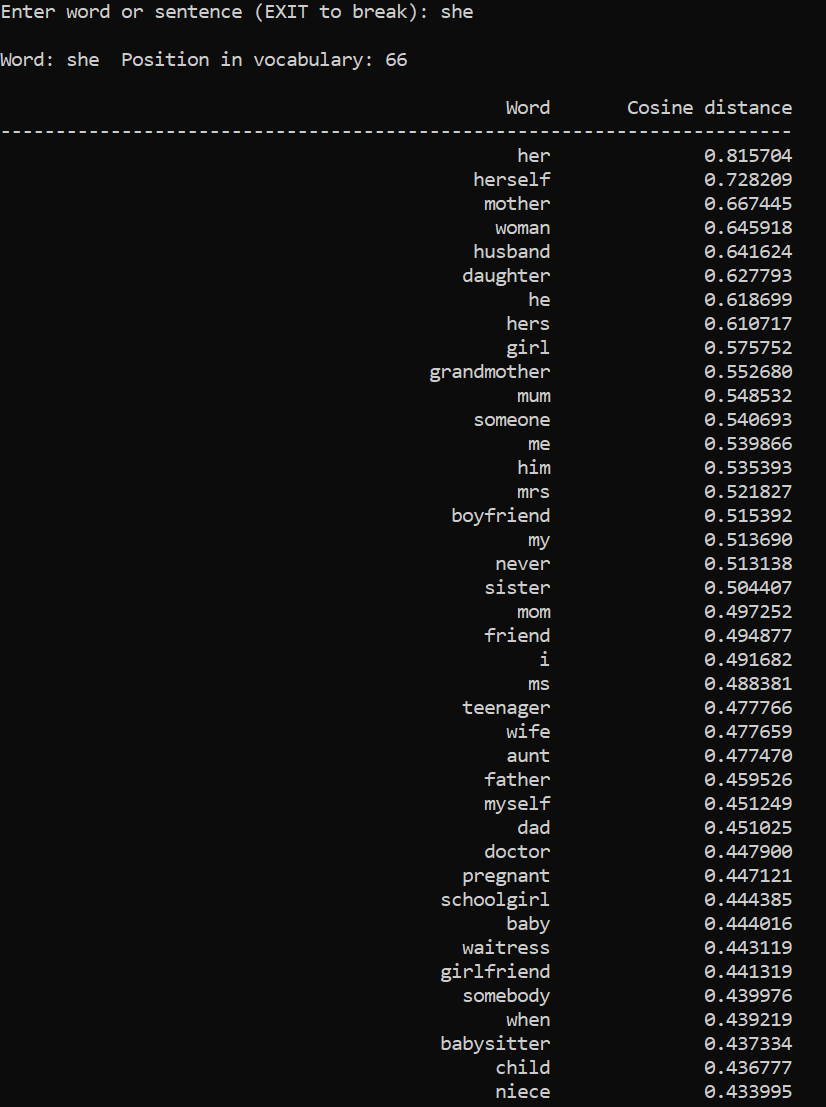 Enter word or sentence (EXIT to break): she
Word: she  Position in vocabulary: 66
Word Cosine distance
------------------------------------------------------------------------
her 0.815704
herself 0.728209
mother 0.667445
woman 0.645918
husband 0.641624
daughter 0.627793
he 0.618699
hers 0.610717
girl 0.575752
grandmother 0.552680
mum 0.548532
someone 0.540693
me 0.539866
him 0.535393
mrs 0.521827
boyfriend 0.515392
my 0.513690
never 0.513138
sister 0.504407
mom 0.497252
friend 0.494877
i 0.491682
ms 0.488381
teenager 0.477766
wife 0.477659
aunt 0.477470
father 0.459526
myself 0.451249
dad 0.451025
doctor 0.447900
pregnant 0.447121
schoolgirl 0.444385
baby 0.444016
waitress 0.443119
girlfriend 0.441319
somebody 0.439976
when 0.439219
babysitter 0.437334
child 0.436777
niece 0.433995